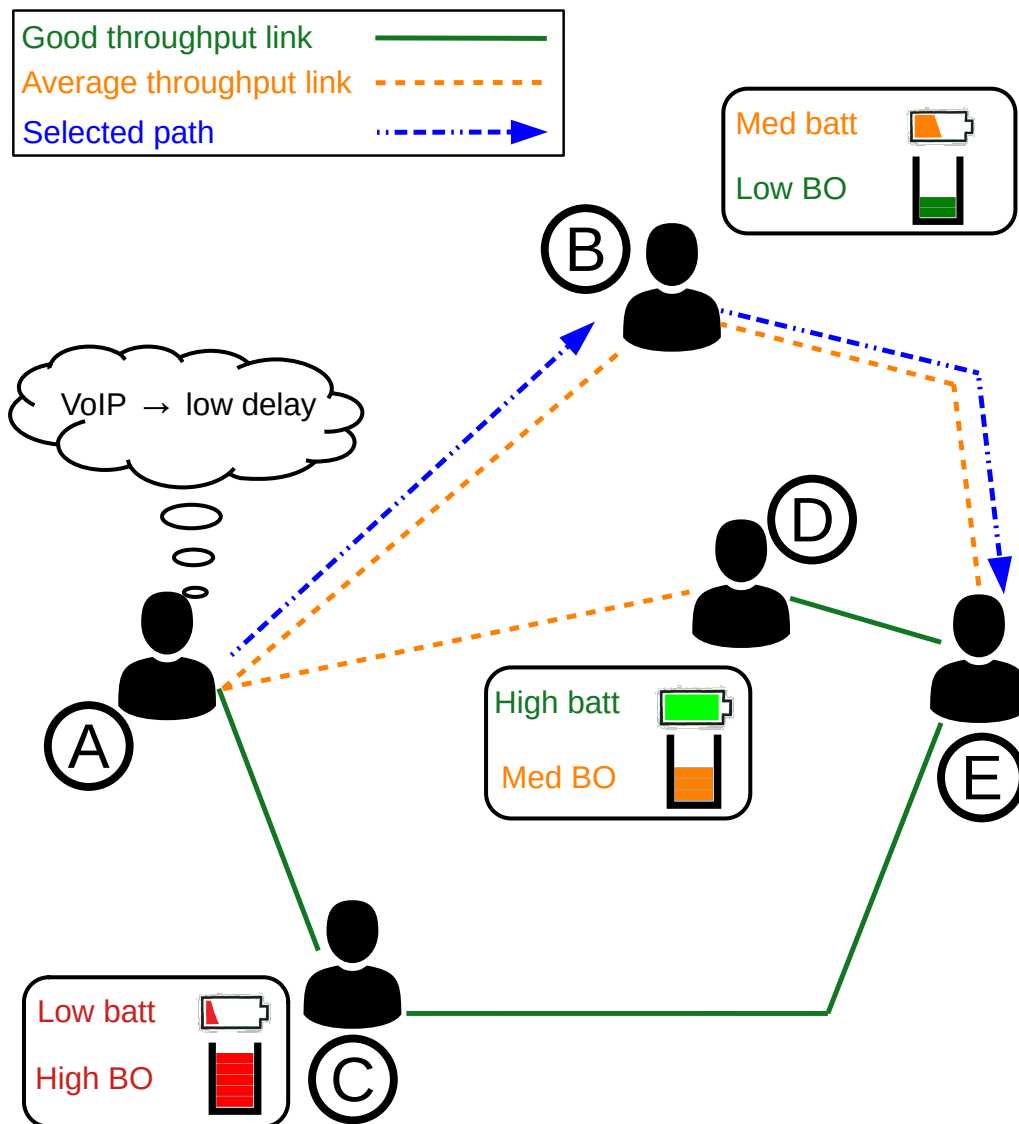 Good throughput link
Average throughput link
Selected path
Med batt
Low BO
B
VoIP → low delay
D
A
High batt
Med BO
E
Low batt
High BO
C